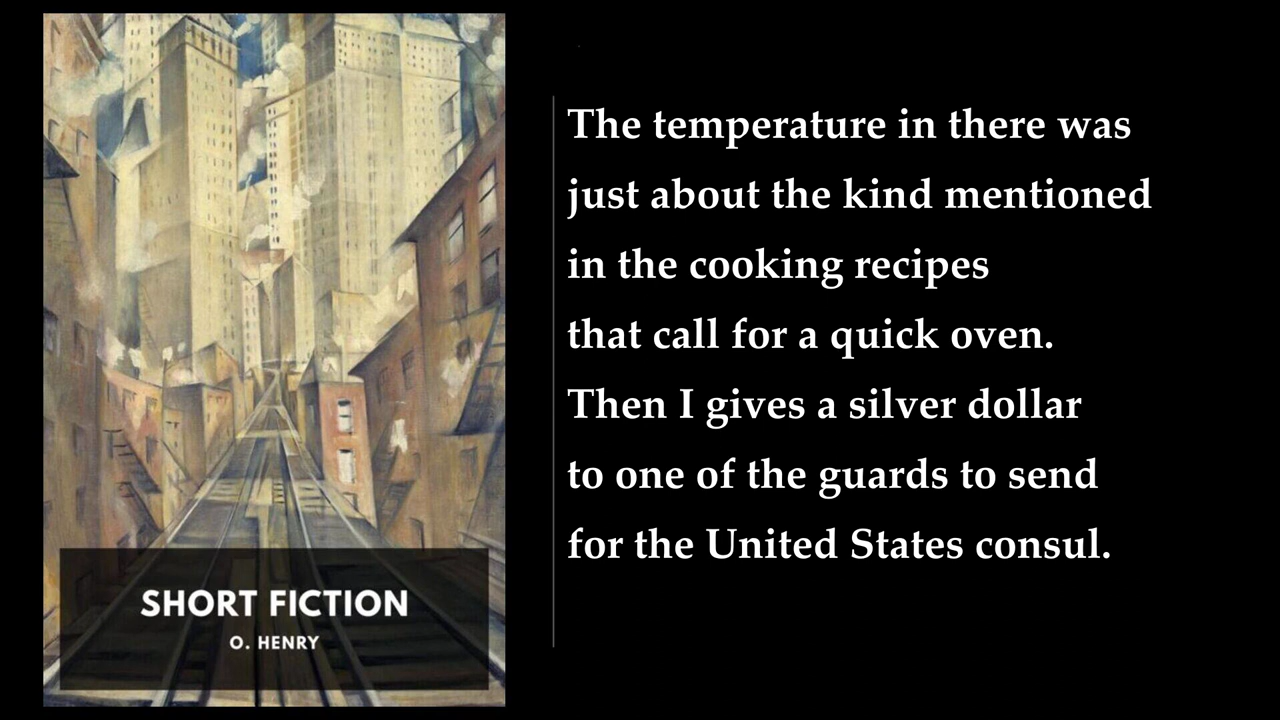 The temperature in there was
just about the kind mentioned
in the cooking recipes
that call for a quick oven.
Then I gives a silver dollar
to one of the guards to send
for the United States consul.
SHORT FICTION
O. HENRY